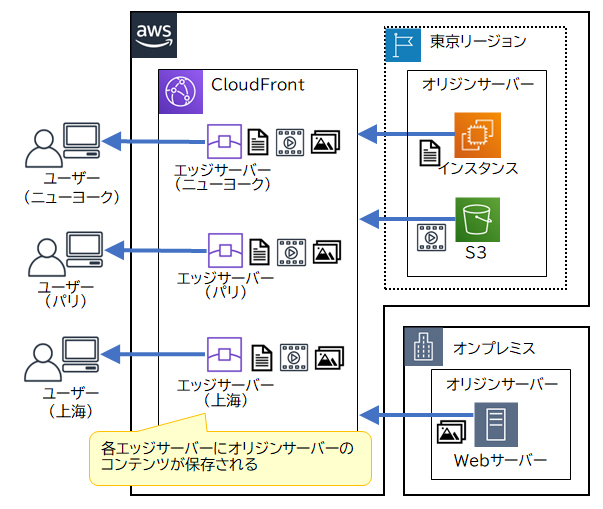 aws
東京リージョン
CloudFront
オリジンサーバー
インスタンス
S3
ユーザー
（ニューヨーク）
エッジサーバー
（ニューヨーク）
ユーザー
（パリ）
エッジサーバー
（パリ）
ユーザー
（上海）
エッジサーバー
（上海）
オンプレミス
オリジンサーバー
Webサーバー
各エッジサーバーにオリジンサーバーの
コンテンツが保存される